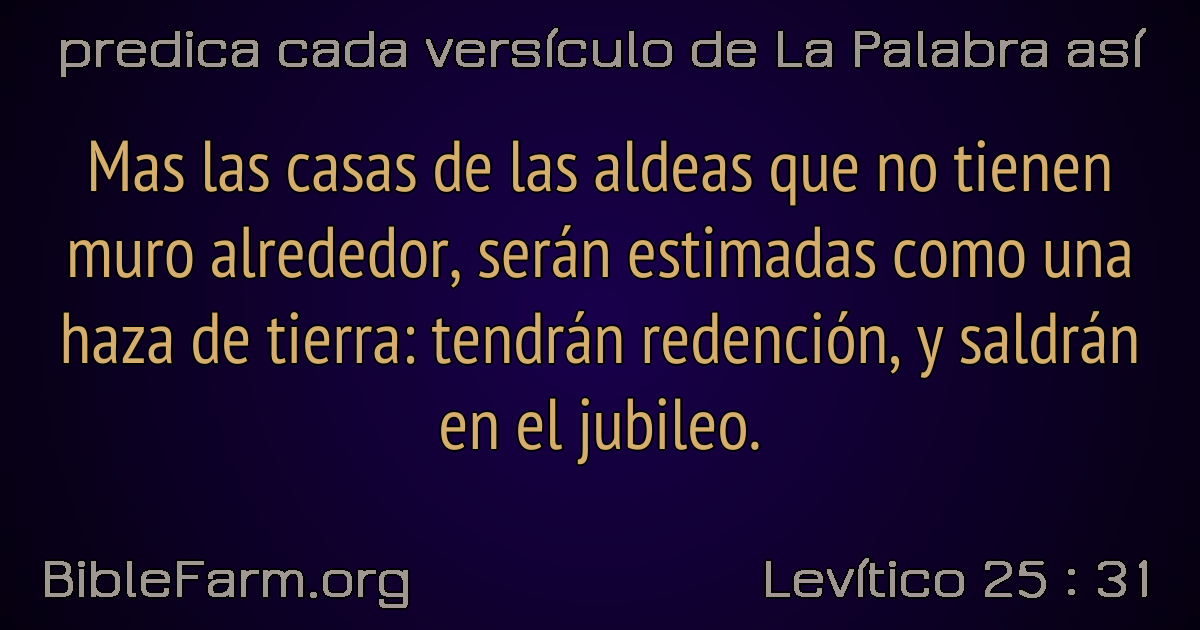 predica cada versículo de La Palabra así
Mas las casas de las aldeas que no tienen
muro alrededor, serán estimadas como una
haza de tierra: tendrán redención, y saldrán
en el jubileo.
BibleFarm.org
Levítico 25 : 31